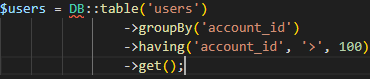 $users = DB::table('users')
->groupBy('account_id')
->having('account_id', '>', 100)
->get();